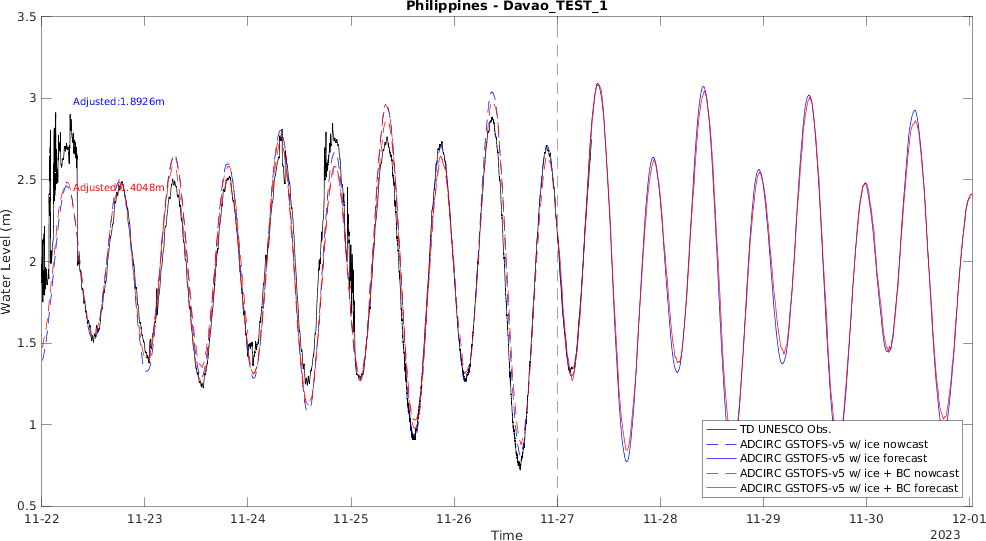 Philippines - Davao_TEST_1
3.5
3
2.5
2
1.5
1
0.5
Water Level (m)
Adjusted:1.8926m
Adjusted:1.4048m
TD UNESCO Obs.
ADCIRC GSTOFS-v5 w/ ice nowcast
ADCIRC GSTOFS-v5 w/ ice forecast
ADCIRC GSTOFS-v5 w/ ice + BC nowcast
ADCIRC GSTOFS-v5 w/ ice + BC forecast
11-22 11-23 11-24 11-25 11-26 11-27 11-28 11-29 11-30 12-01
Time
2023